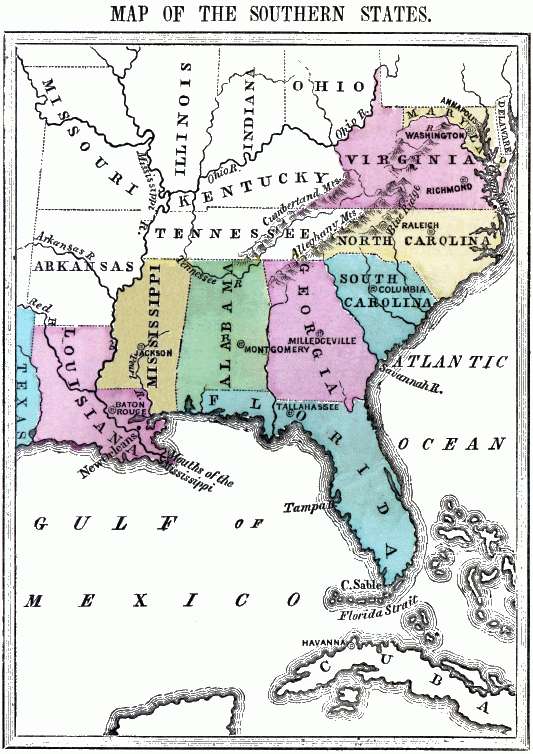 MAP OF THE SOUTHERN STATES.
OHIO
ILLINOIS
INDIANA
MISSOURI
Mississippi R.
Ohio R.
Ohio R.
KENTUCKY
ANNAPOLIS
MARYLAND
DELAWARE
WASHINGTON
VIRGINIA
RICHMOND
Cumberland Mts.
Alleghany Mts
Blue Ridge
TENNESSEE
RALEIGH
NORTH CAROLINA
Arkansas R
ARKANSAS
Tennessee R
Red R
SOUTH
COLUMBIA
CAROLINA
MISSISSIPPI
ALABAMA
GEORGIA
LOUISIANA
TEXAS
JACKSON
MONTGOMERY
MILLEDGEVILLE
ATLANTIC
Savannah R.
BATON
ROUGE
TALLAHASSEE
FLORIDA
New Orleans
Mouths of the
Mississippi
OCEAN
Tampa
GULF OF
MEXICO
C. Sable
Florida Strait
HAVANNA
CUBA